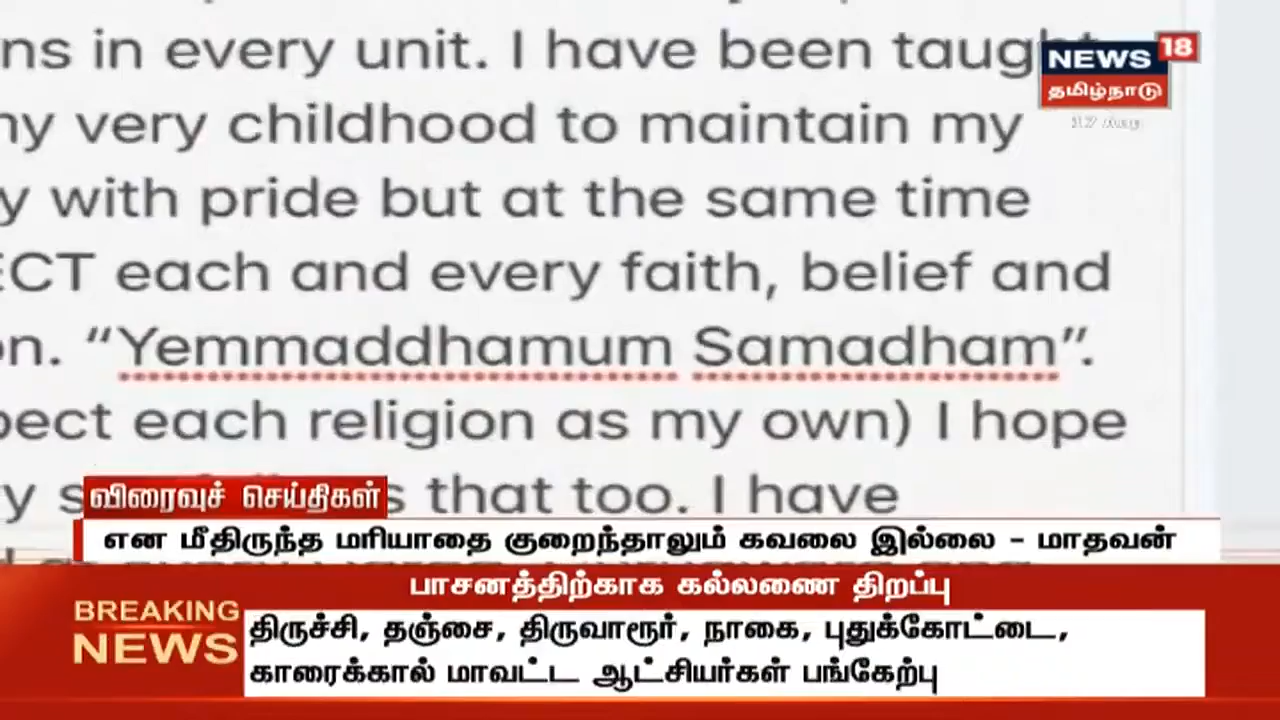 ns in every unit. I have been taught
ny very childhood to maintain my
y with pride but at the same time
ECT each and every faith, belief and
on. “Yemmaddhamum Samadham”.
pect each religion as my own) I hope
that too. I have
NEWS 18
தமிழ்நாடு
விரைவுச் செய்திகள்
என மீதிருந்த மரியாதை குறைந்தாலும் கவலை இல்லை - மாதவன்
பாசனத்திற்காக கல்லணை திறப்பு
BREAKING
NEWS
திருச்சி, தஞ்சை, திருவாரூர், நாகை, புதுக்கோட்டை,
காரைக்கால் மாவட்ட ஆட்சியர்கள் பங்கேற்பு